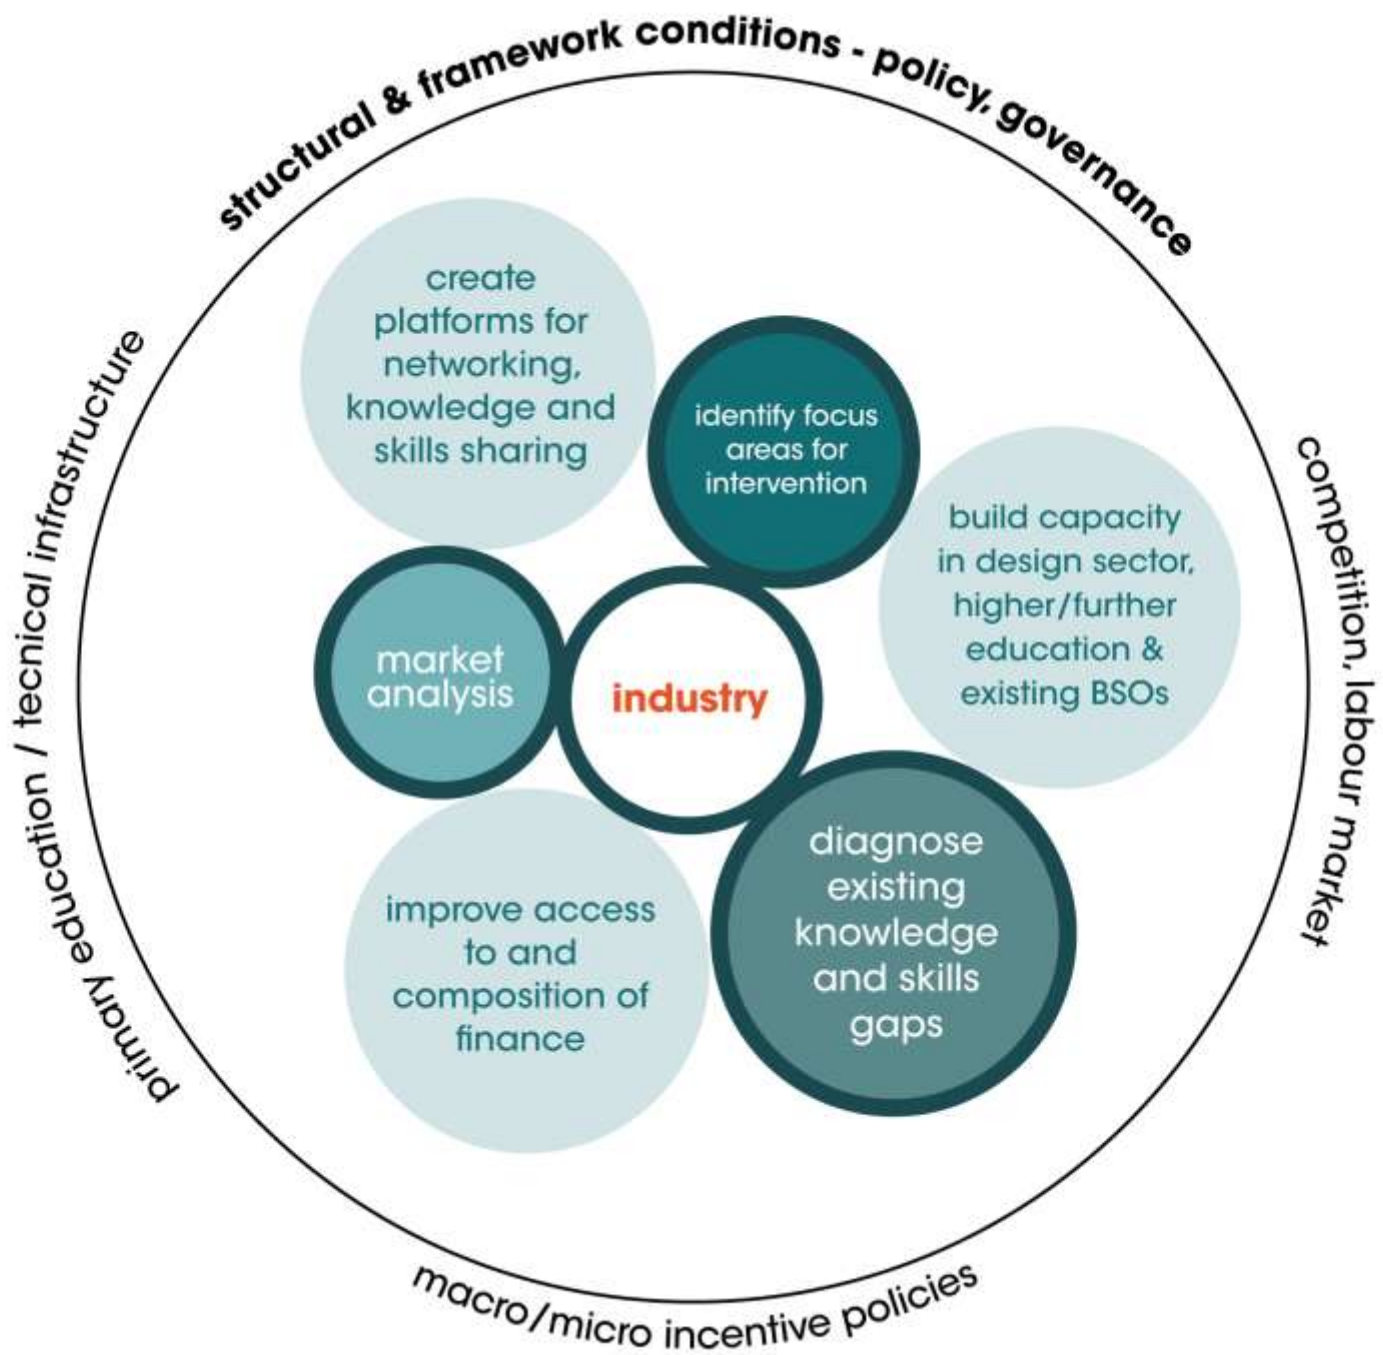 structural & framework conditions - policy, governance
create
platforms for
networking,
knowledge and
skills sharing
identify focus
areas for
intervention
build capacity
in design sector,
higher/further
education &
existing BSOs
market
analysis
industry
diagnose
existing
knowledge
and skills
gaps
improve access
to and
composition of
finance
primary education / tecnical infrastructure
competition, labour market
macro/micro incentive policies